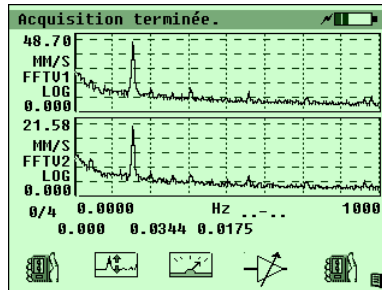 Acquisition terminée.
48.70
MM/S
FFTV1
LOG
0.000
21.58
MM/S
FFTV2
LOG
0.000
0/4 0.0000 Hz ..-.. 1000
0.000 0.0344 0.0175